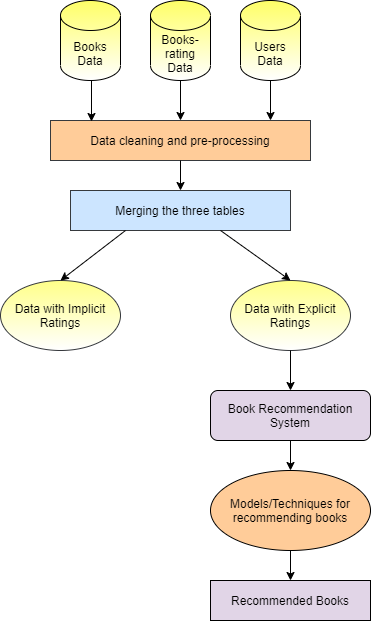 Books
Data
Books-
rating
Data
Users
Data
Data cleaning and pre-processing
Merging the three tables
Data with Implicit
Ratings
Data with Explicit
Ratings
Book Recommendation
System
Models/Techniques for
recommending books
Recommended Books